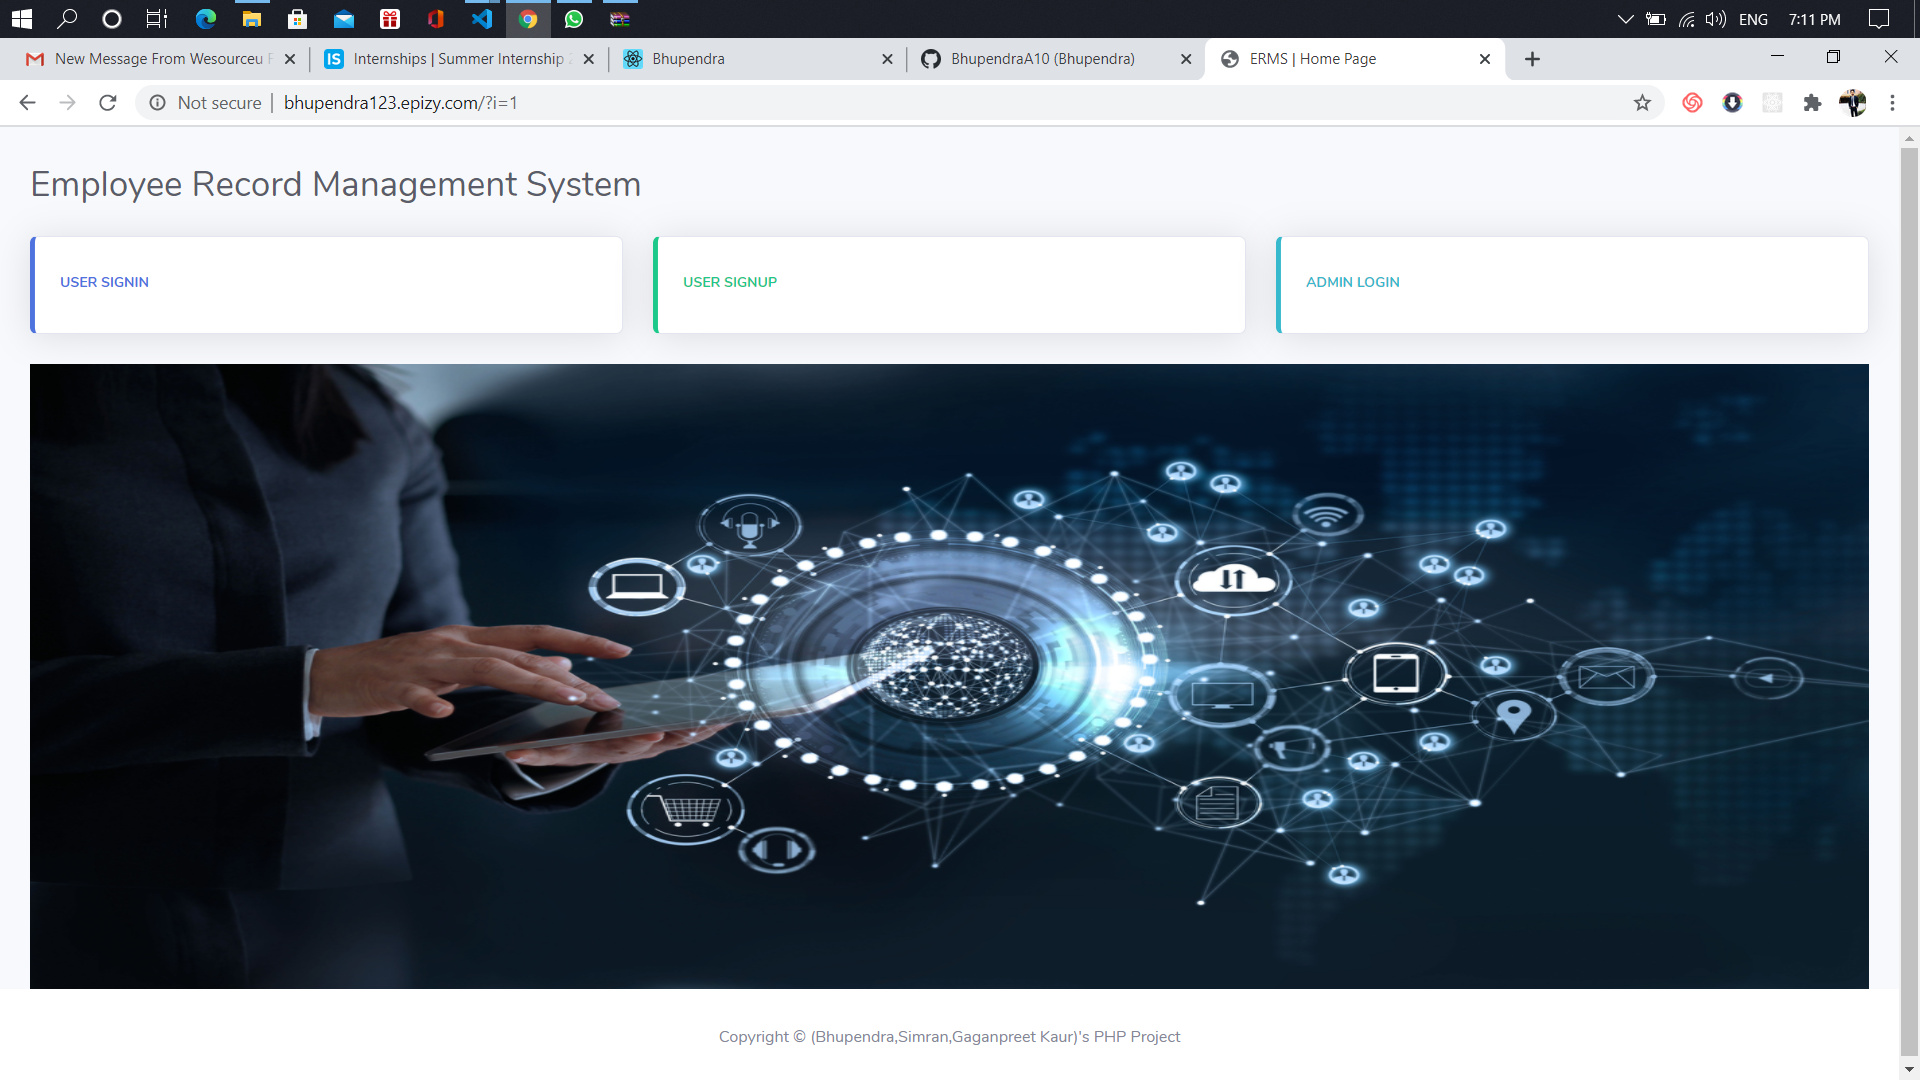 ENG
7:11 PM
New Message From Wesourceu F
IS
Internships | Summer Internship 2
Bhupendra
BhupendraA10 (Bhupendra)
ERMS | Home Page
Not secure
bhupendra123.epizy.com/?i=1
Employee Record Management System
USER SIGNIN
USER SIGNUP
ADMIN LOGIN
Copyright © (Bhupendra,Simran,Gaganpreet Kaur)'s PHP Project